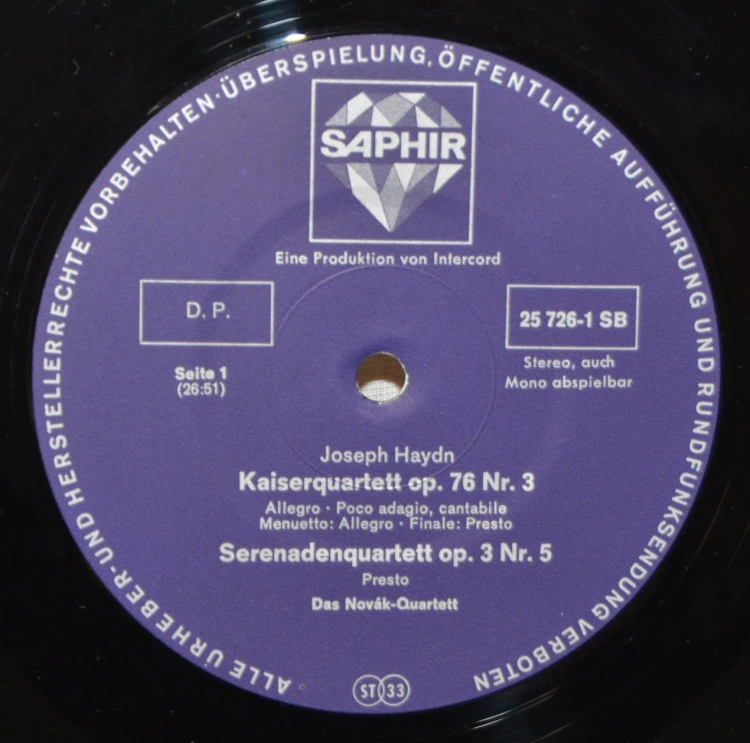 ALLE URHEBER- UND HERSTELLERRECHTE VORBEHALTEN · ÜBERSPIELUNG, ÖFFENTLICHE AUFFÜHRUNG UND RUNDFUNKSENDUNG VERBOTEN
SAPHIR
Eine Produktion von Intercord
D. P.
25 726-1 SB
Seite 1
(26:51)
Stereo, auch
Mono abspielbar
Joseph Haydn
Kaiserquartett op. 76 Nr. 3
Allegro · Poco adagio, cantabile
Menuetto: Allegro · Finale: Presto
Serenadenquartett op. 3 Nr. 5
Presto
Das Novák-Quartett
ST 33